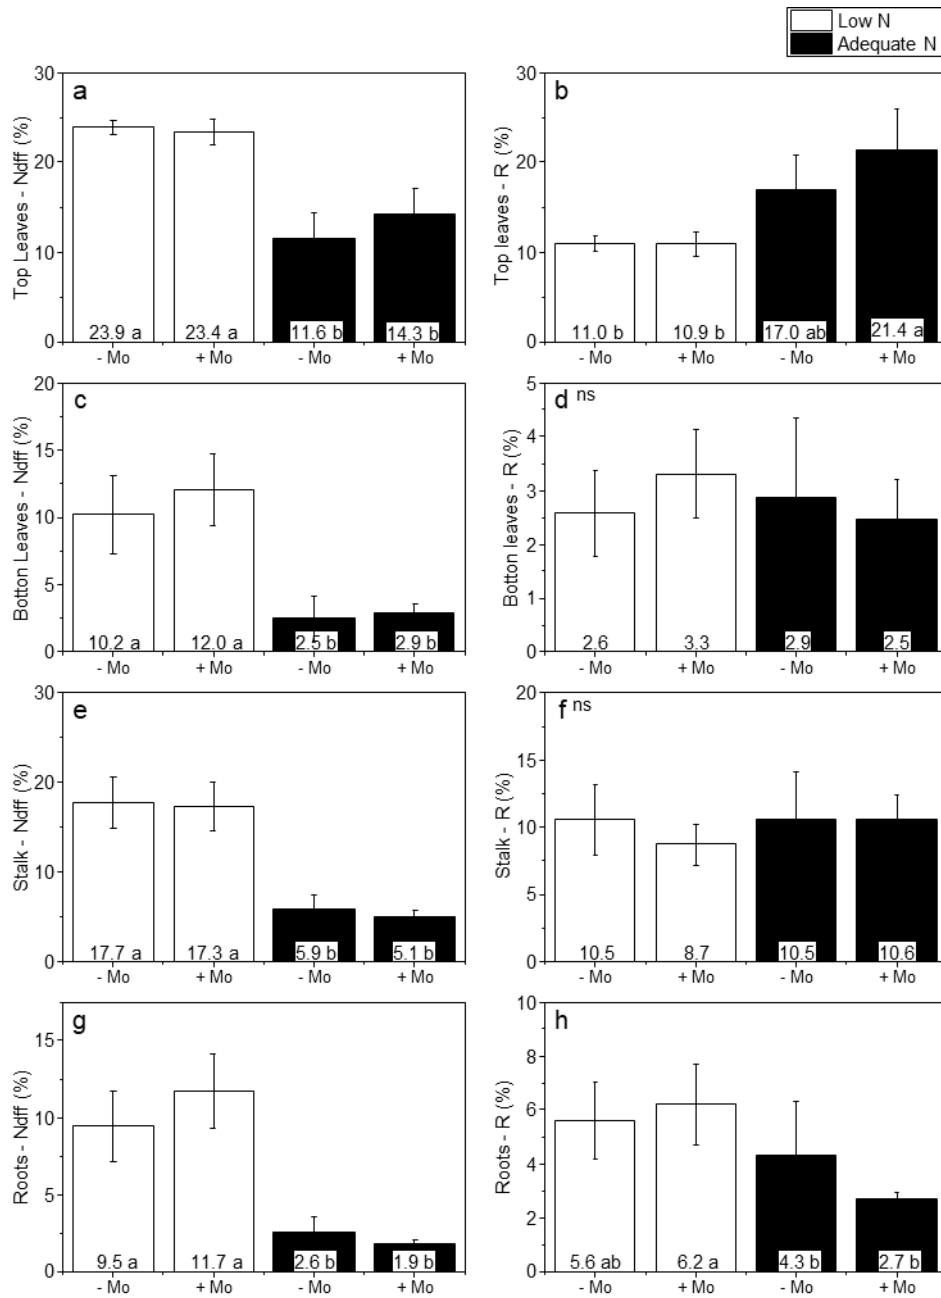 Low N
Adequate N
a
Top Leaves - Ndff (%)
30
20
10
0
23.9 a
23.4 a
11.6 b
14.3 b
- Mo
+ Mo
- Mo
+ Mo
b
Top leaves - R (%)
30
20
10
0
11.0 b
10.9 b
17.0 ab
21.4 a
- Mo
+ Mo
- Mo
+ Mo
c
Botton Leaves - Ndff (%)
20
15
10
5
0
10.2 a
12.0 a
2.5 b
2.9 b
- Mo
+ Mo
- Mo
+ Mo
d ns
Botton leaves - R (%)
5
4
3
2
1
0
2.6
3.3
2.9
2.5
- Mo
+ Mo
- Mo
+ Mo
e
Stalk - Ndff (%)
30
20
10
0
17.7 a
17.3 a
5.9 b
5.1 b
- Mo
+ Mo
- Mo
+ Mo
f ns
Stalk - R (%)
20
15
10
5
0
10.5
8.7
10.5
10.6
- Mo
+ Mo
- Mo
+ Mo
g
Roots - Ndff (%)
15
10
5
0
9.5 a
11.7 a
2.6 b
1.9 b
- Mo
+ Mo
- Mo
+ Mo
h
Roots - R (%)
10
8
6
4
2
0
5.6 ab
6.2 a
4.3 b
2.7 b
- Mo
+ Mo
- Mo
+ Mo